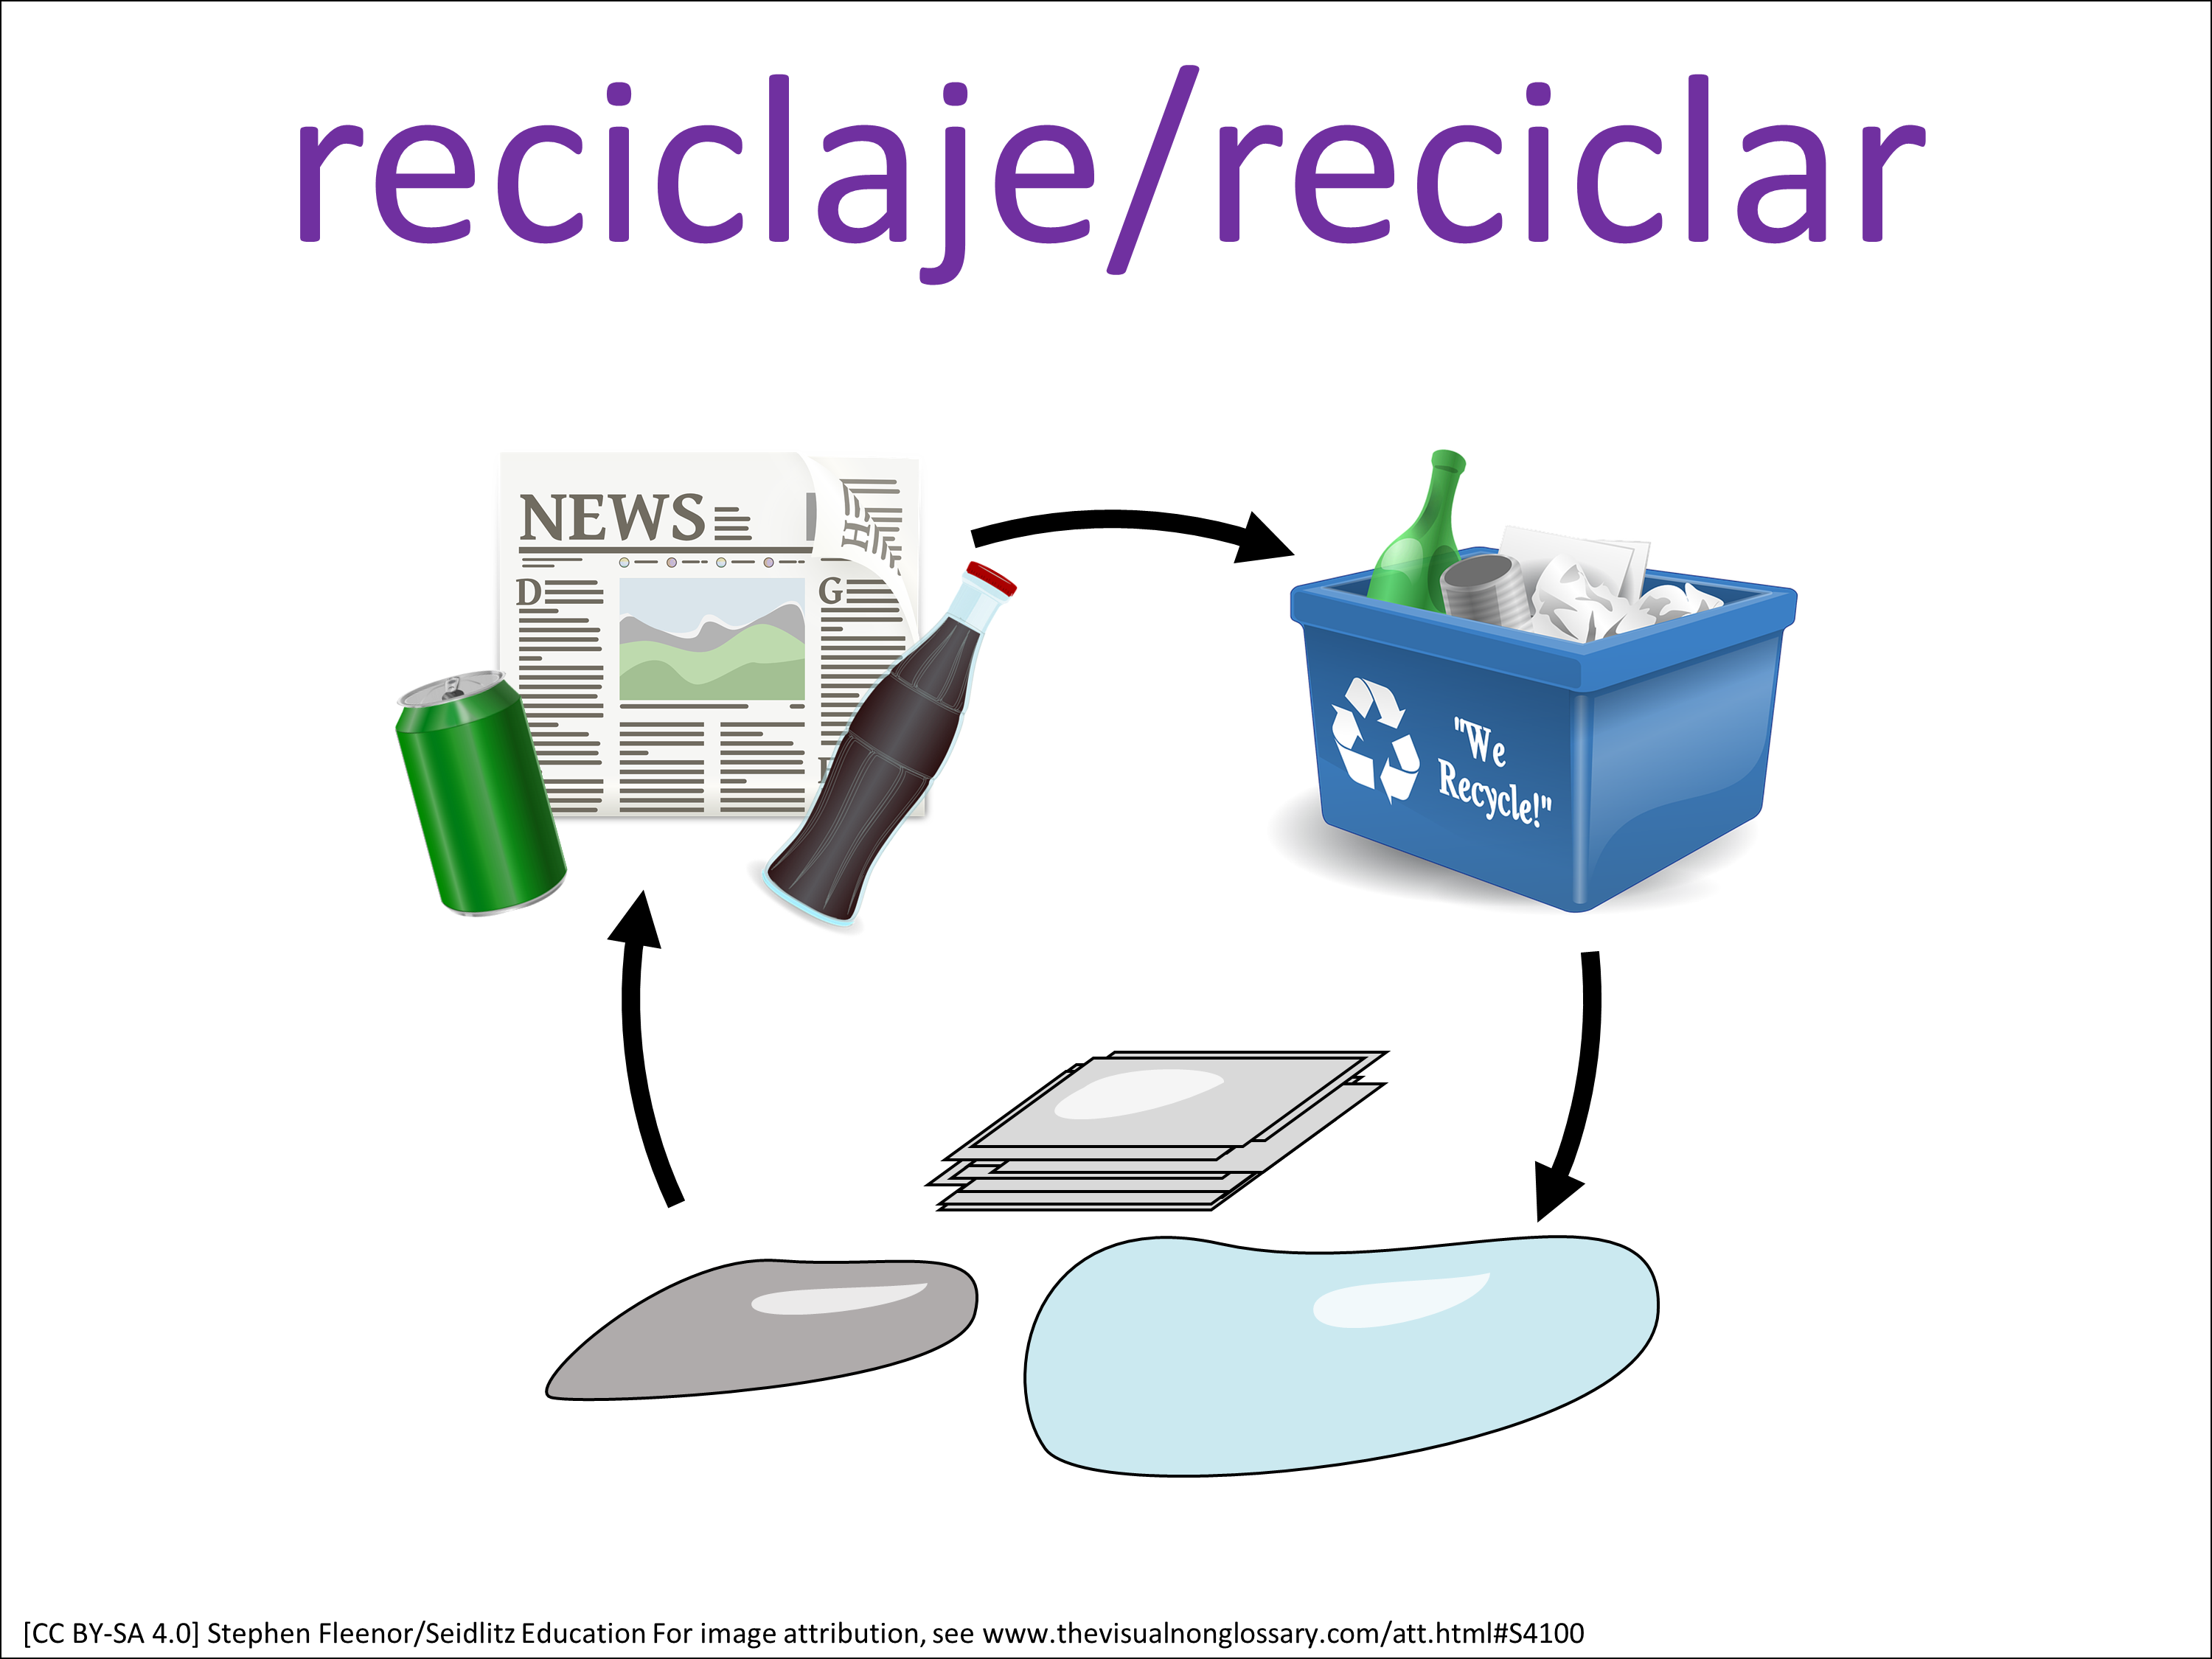 reciclaje/reciclar
NEWS
H
D
G
"We
Recycle!"
[CC BY-SA 4.0] Stephen Fleenor/Seidlitz Education For image attribution, see www.thevisualnonglossary.com/att.html#S4100